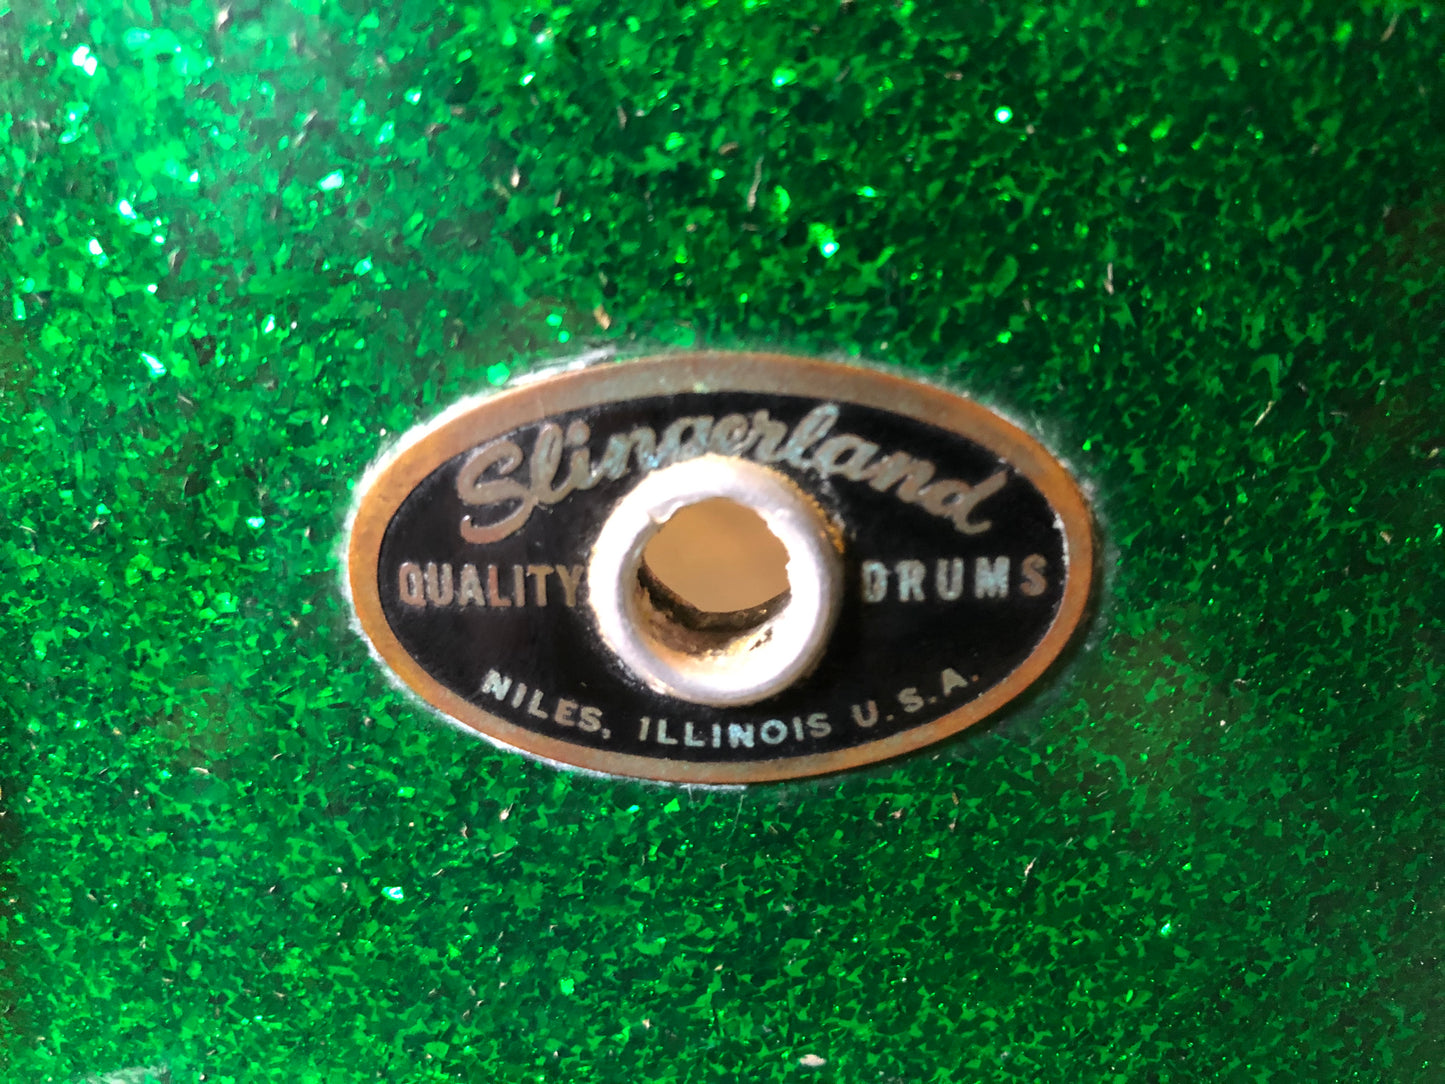 Slingerland
QUALITY DRUMS
NILES, ILLINOIS U.S.A.